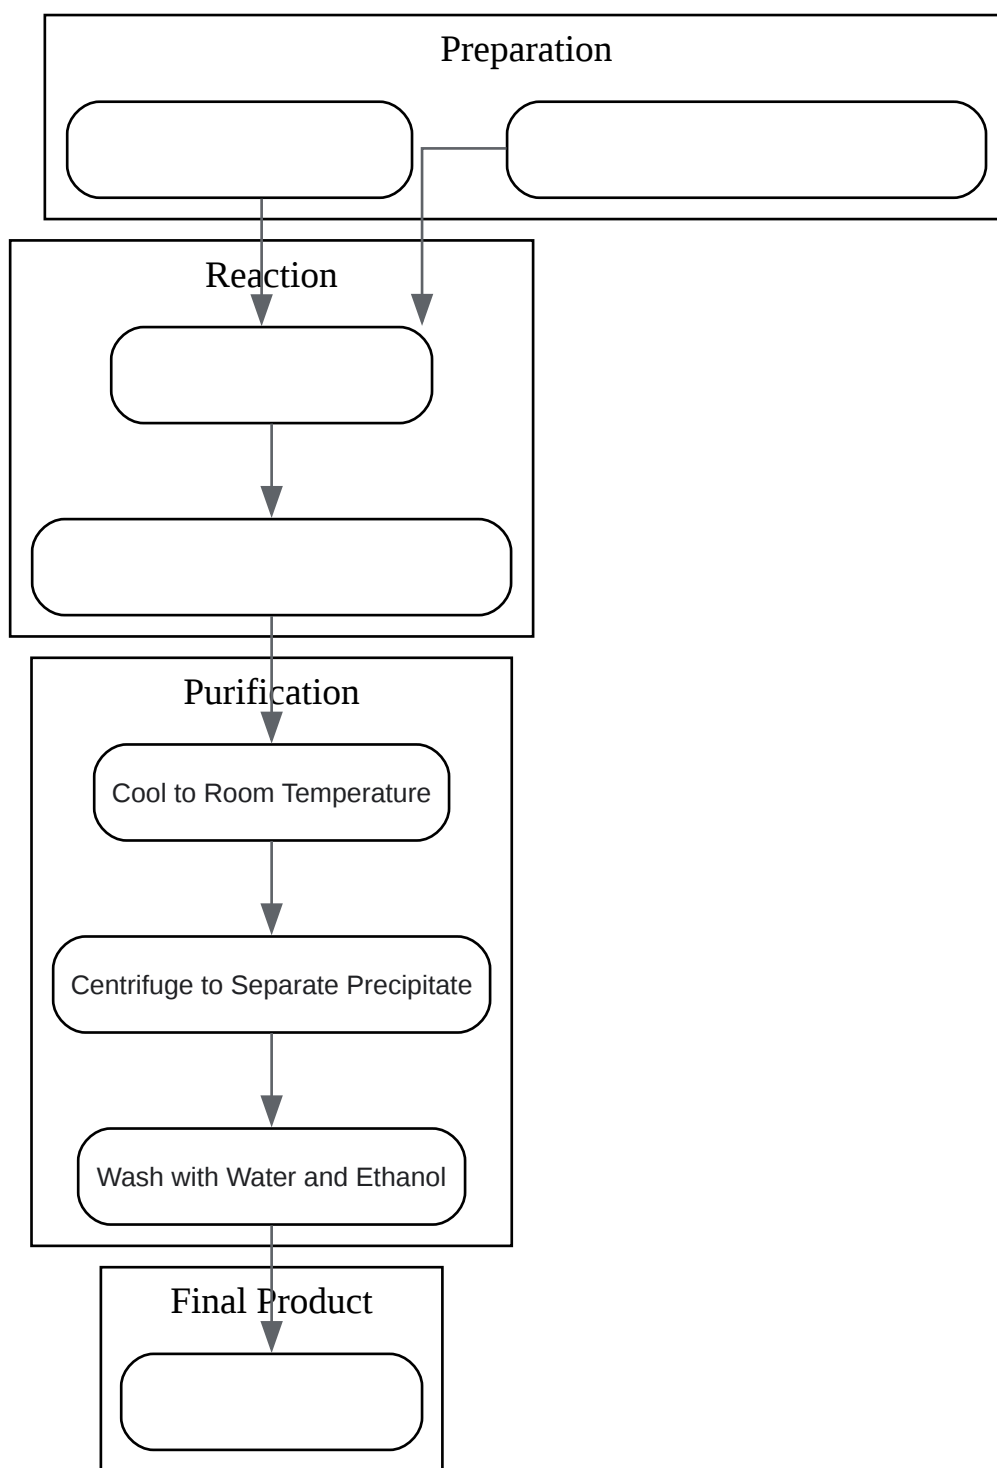 Preparation
Reaction
Purification
Cool to Room Temperature
Centrifuge to Separate Precipitate
Wash with Water and Ethanol
Final Product